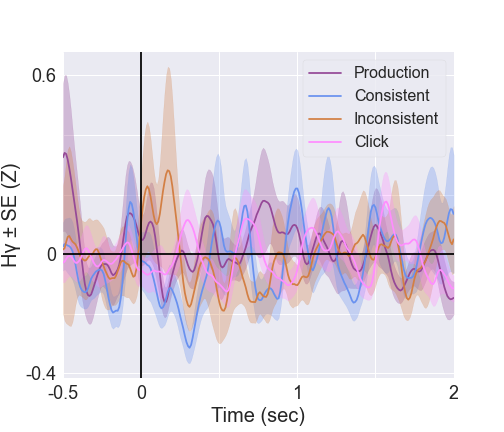 Hγ ± SE (Z)
0.6
0
-0.4
Production
Consistent
Inconsistent
Click
-0.5 0 1 2
Time (sec)